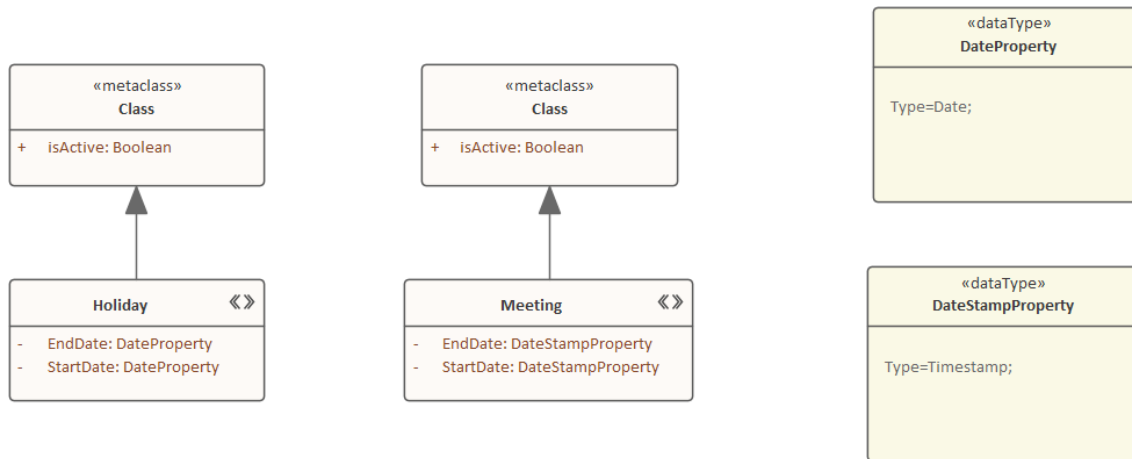 «metaclass»
Class
+ isActive: Boolean
Holiday
- EndDate: DateProperty
- StartDate: DateProperty
«metaclass»
Class
+ isActive: Boolean
Meeting
- EndDate: DateStampProperty
- StartDate: DateStampProperty
«dataType»
DateProperty
Type=Date;
«dataType»
DateStampProperty
Type=Timestamp;